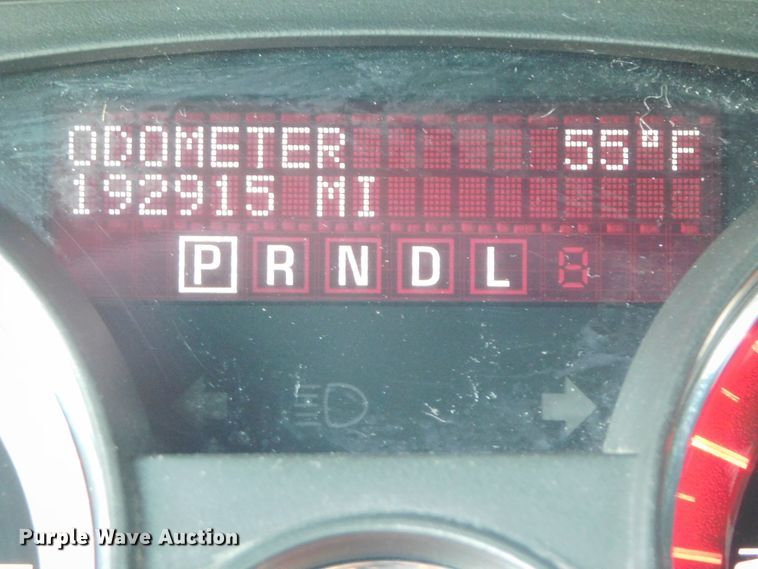 ODOMETER 55°F
192915 MI
P R N D L 8
Purple Wave Auction